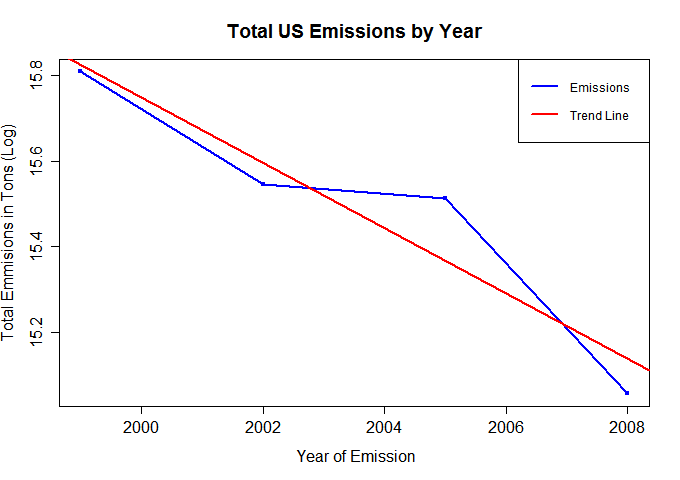 Total US Emissions by Year
Emissions
Trend Line
Total Emmisions in Tons (Log)
15.8
15.6
15.4
15.2
2000 2002 2004 2006 2008
Year of Emission